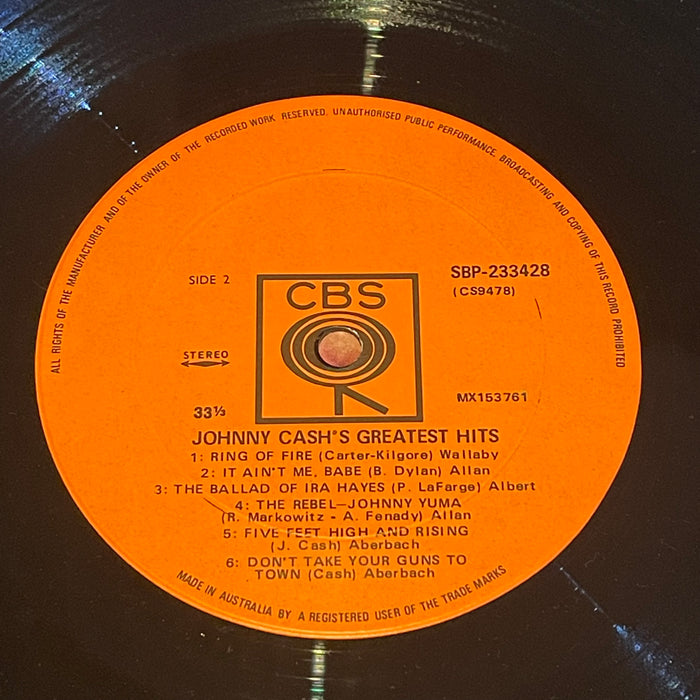 ALL RIGHTS OF THE MANUFACTURER AND OF THE OWNER OF THE RECORDED WORK RESERVED, UNAUTHORISED PUBLIC PERFORMANCE, BROADCASTING AND COPYING OF THIS RECORD PROHIBITED
SIDE 2
CBS
SBP-233428
(CS9478)
STEREO
33⅓
MX153761
JOHNNY CASH'S GREATEST HITS
1: RING OF FIRE (Carter-Kilgore) Wallaby
2: IT AIN'T ME, BABE (B. Dylan) Allan
3: THE BALLAD OF IRA HAYES (P. LaFarge) Albert
4: THE REBEL—JOHNNY YUMA
(R. Markowitz - A. Fenady) Allan
5: FIVE FEET HIGH AND RISING
(J. Cash) Aberbach
6: DON'T TAKE YOUR GUNS TO
TOWN (Cash) Aberbach
MADE IN AUSTRALIA BY A REGISTERED USER OF THE TRADE MARKS